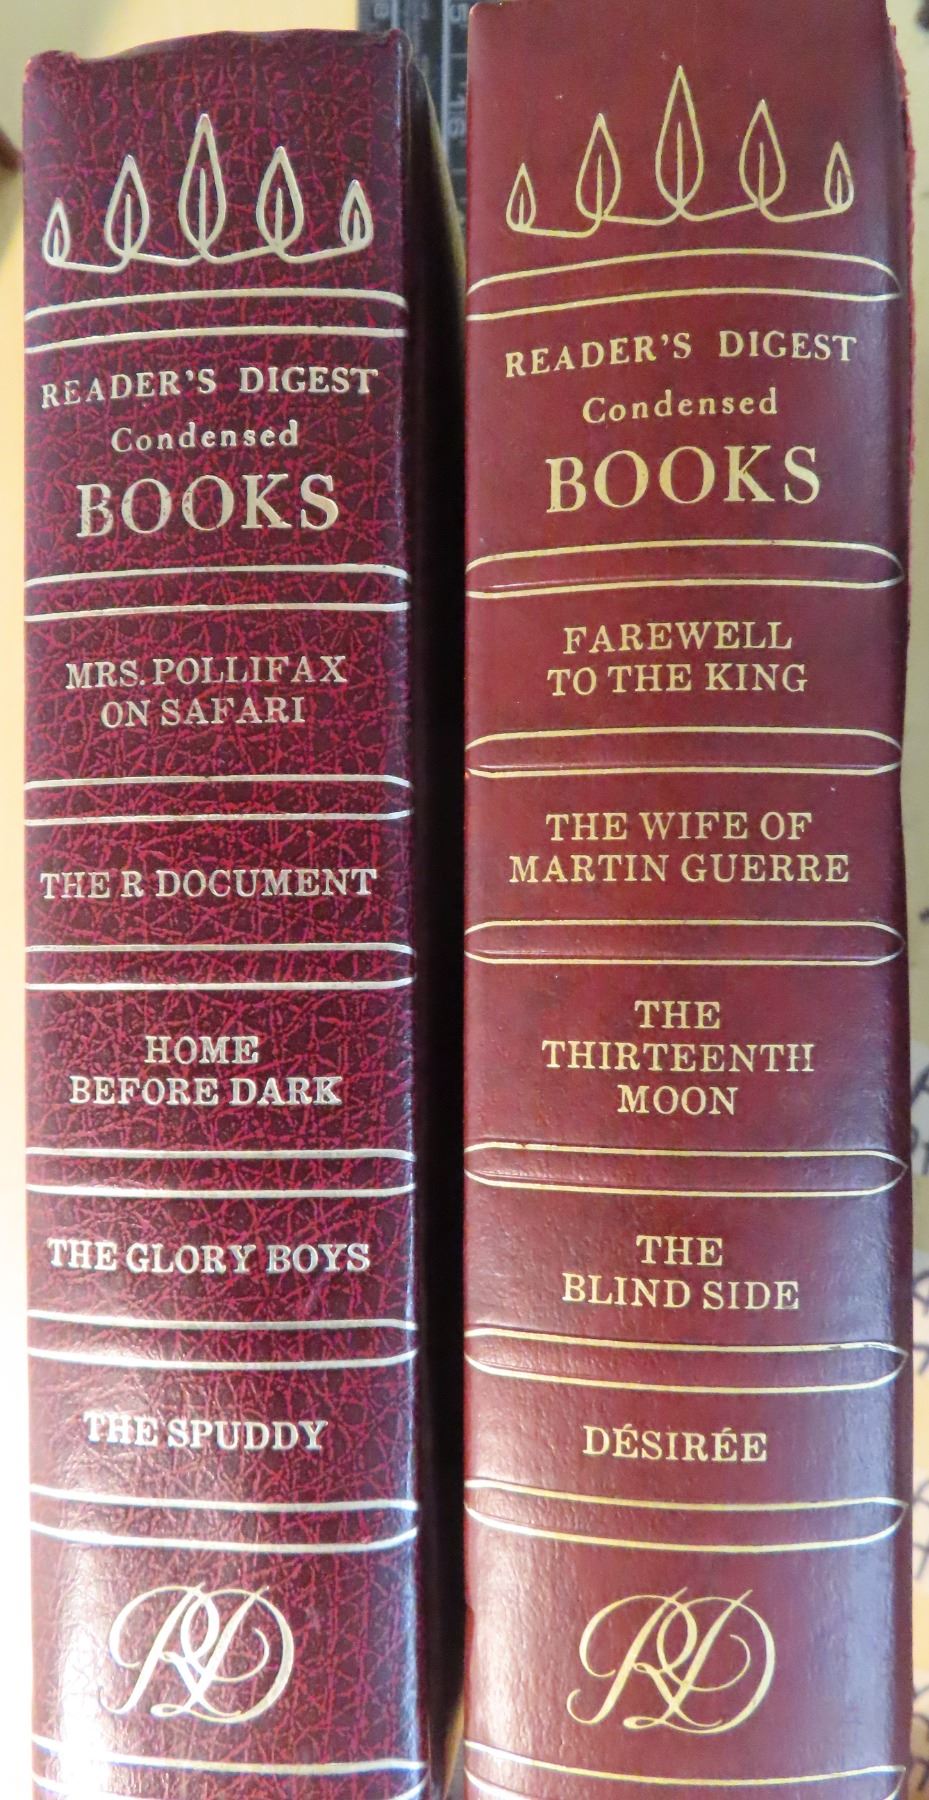 READER'S DIGEST
Condensed
BOOKS
MRS. POLLIFAX
ON SAFARI
THE R DOCUMENT
HOME
BEFORE DARK
THE GLORY BOYS
THE SPUDDY
RD
READER'S DIGEST
Condensed
BOOKS
FAREWELL
TO THE KING
THE WIFE OF
MARTIN GUERRE
THE
THIRTEENTH
MOON
THE
BLIND SIDE
DÉSIRÉE
RD